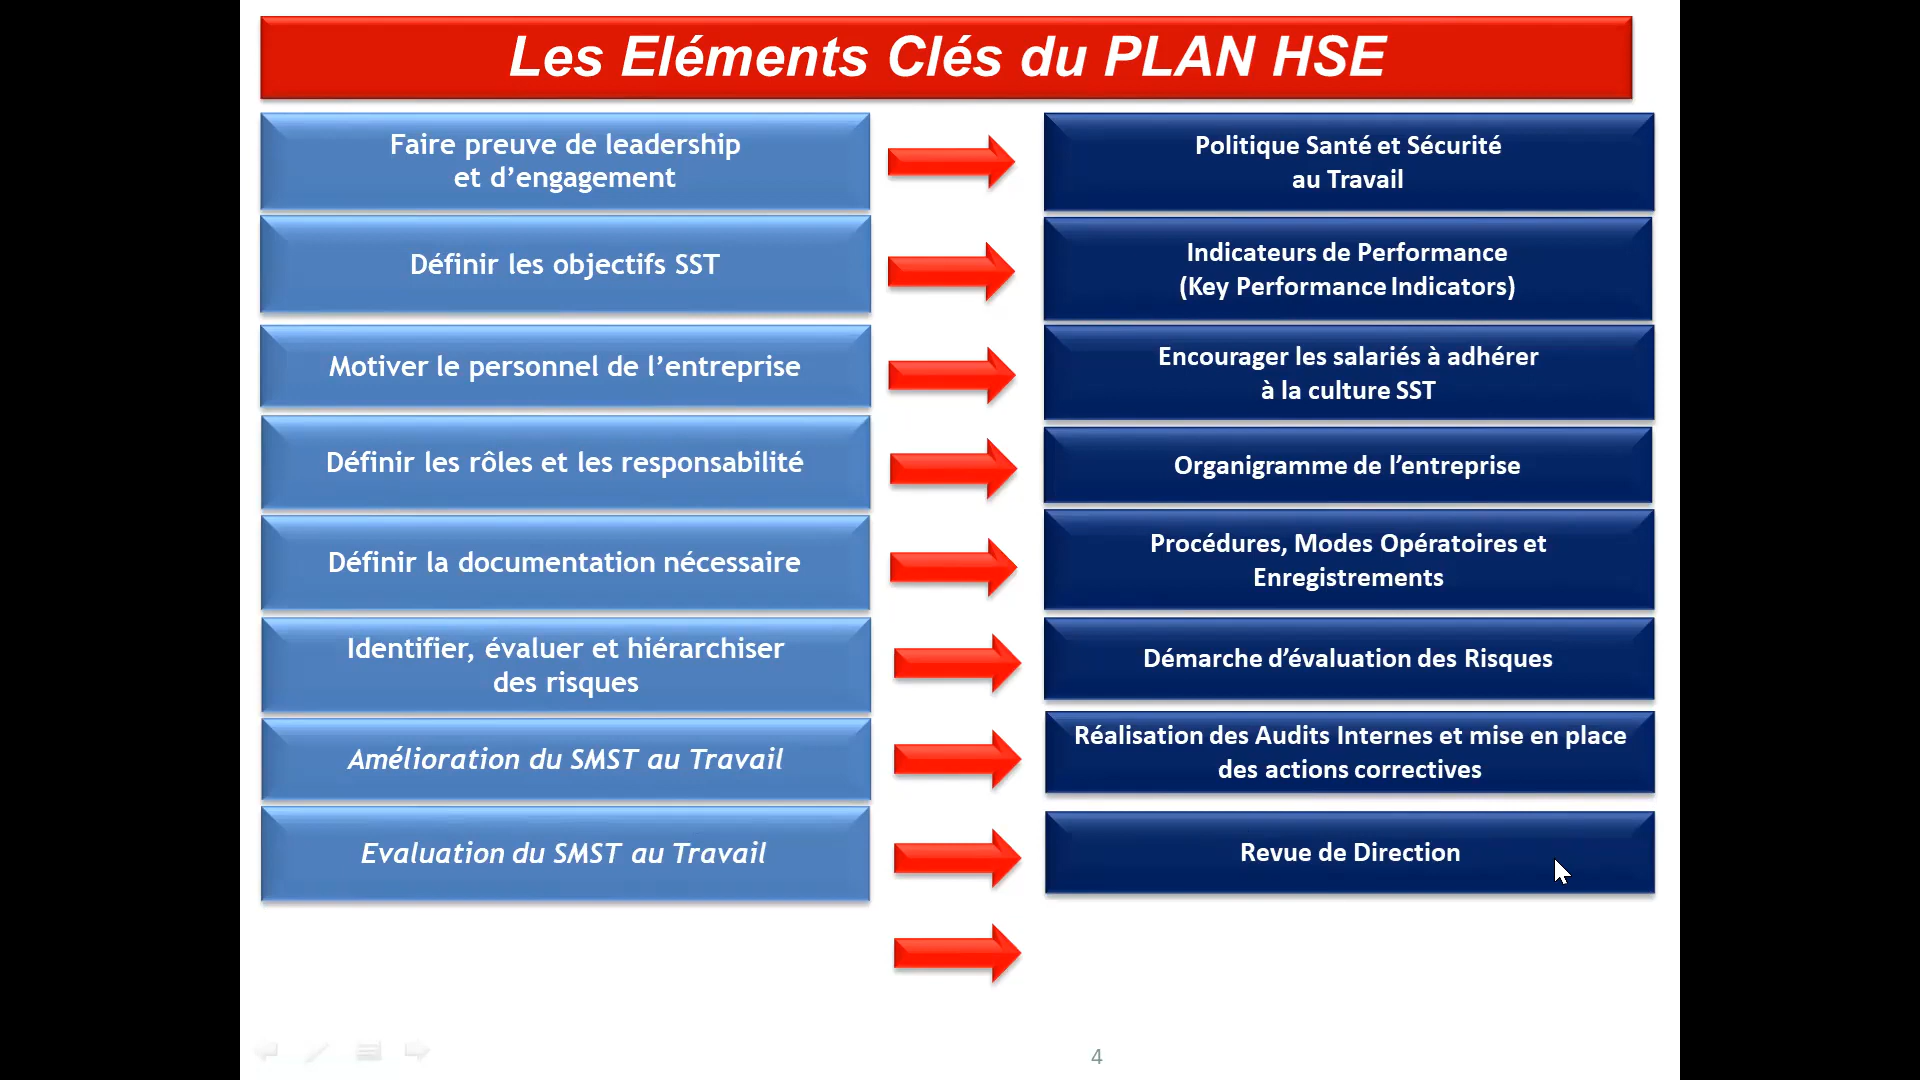 Les Eléments Clés du PLAN HSE
Faire preuve de leadership
et d’engagement
Politique Santé et Sécurité
au Travail
Définir les objectifs SST
Indicateurs de Performance
(Key Performance Indicators)
Motiver le personnel de l’entreprise
Encourager les salariés à adhérer
à la culture SST
Définir les rôles et les responsabilité
Organigramme de l’entreprise
Définir la documentation nécessaire
Procédures, Modes Opératoires et
Enregistrements
Identifier, évaluer et hiérarchiser
des risques
Démarche d’évaluation des Risques
Amélioration du SMST au Travail
Réalisation des Audits Internes et mise en place
des actions correctives
Evaluation du SMST au Travail
Revue de Direction
4